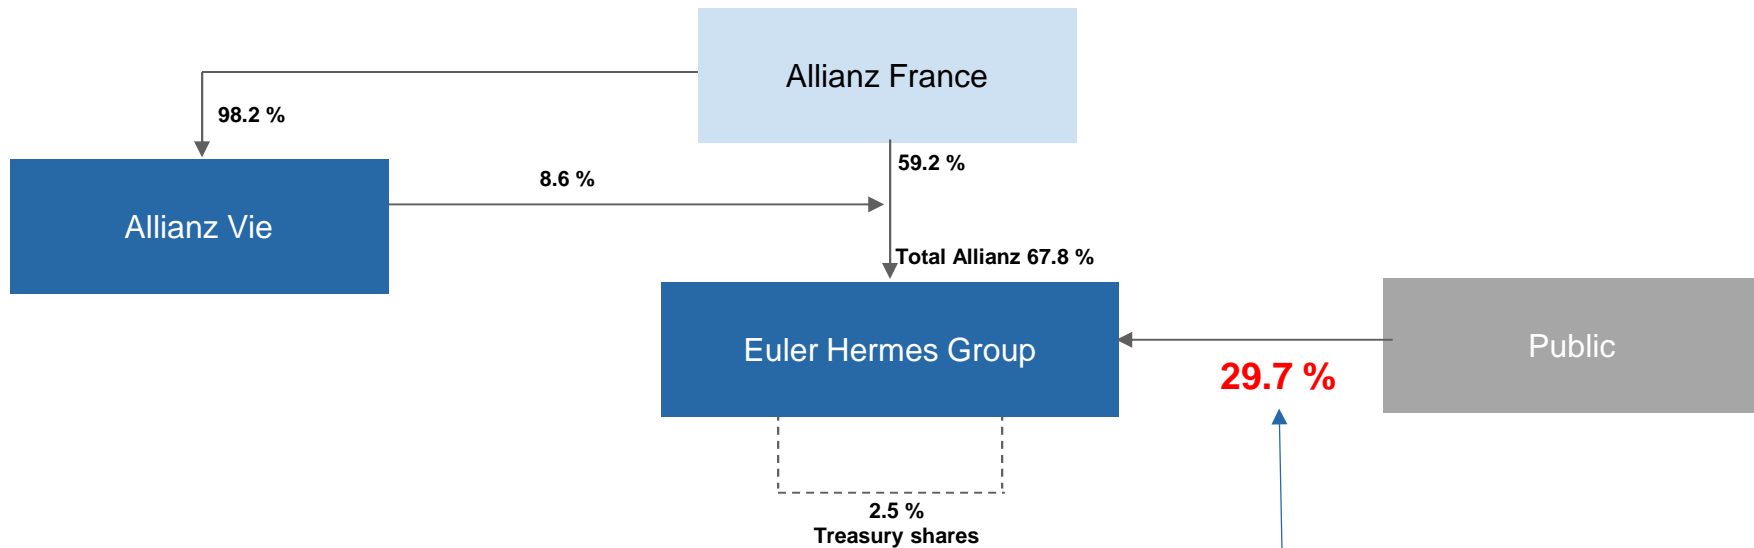 Allianz France
98.2 %
59.2 %
8.6 %
Allianz Vie
Total Allianz 67.8 %
Euler Hermes Group
Public
29.7 %
2.5 %
Treasury shares